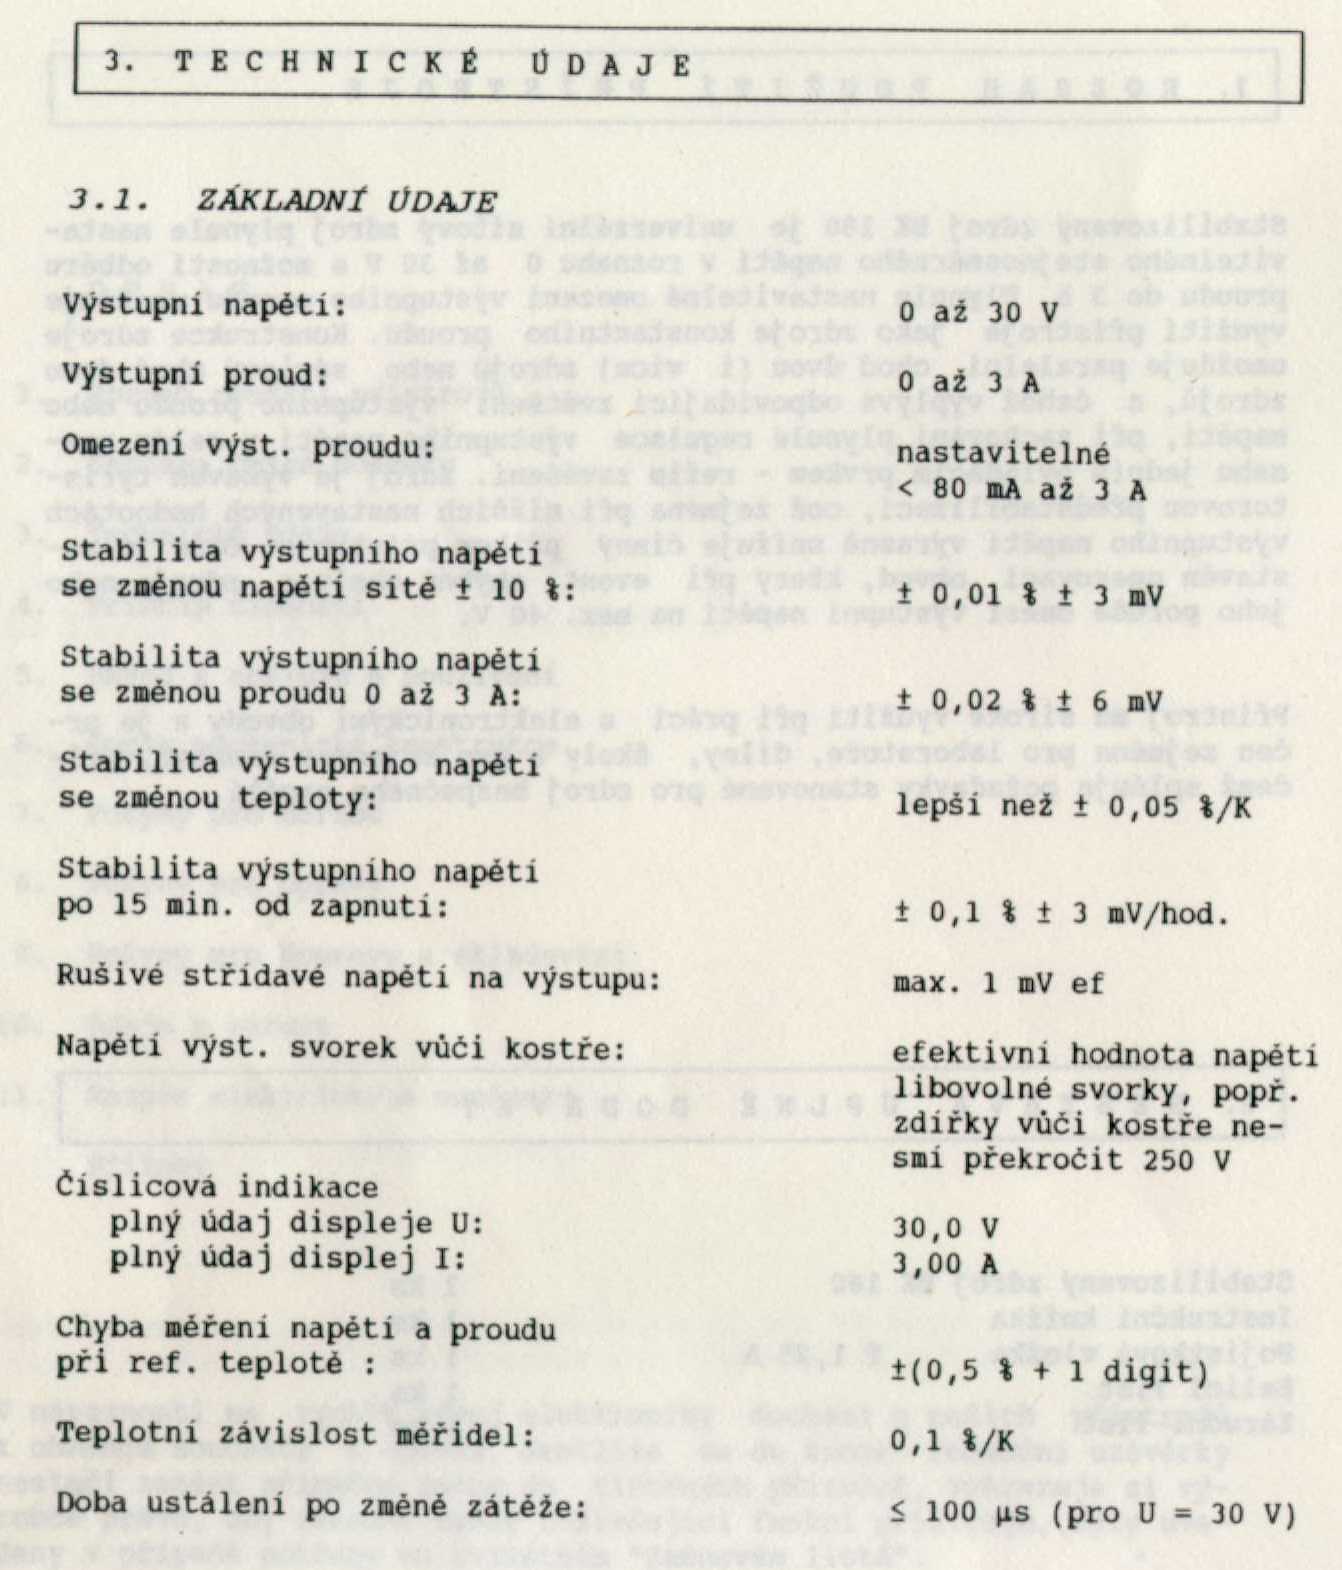 3. TECHNICKÉ ÚDAJE
3.1. ZÁKLADNÍ ÚDAJE
Výstupní napětí: 0 až 30 V
Výstupní proud: 0 až 3 A
Omezení výst. proudu: nastavitelné
< 80 mA až 3 A
Stabilita výstupního napětí
se změnou napětí sítě ± 10 %: ± 0,01 % ± 3 mV
Stabilita výstupního napětí
se změnou proudu 0 až 3 A: ± 0,02 % ± 6 mV
Stabilita výstupního napětí
se změnou teploty: lepší než ± 0,05 %/K
Stabilita výstupního napětí
po 15 min. od zapnutí: ± 0,1 % ± 3 mV/hod.
Rušivé střídavé napětí na výstupu: max. 1 mV ef
Napětí výst. svorek vůči kostře: efektivní hodnota napětí
libovolné svorky, popř.
zdířky vůči kostře ne-
smí překročit 250 V
Číslicová indikace
plný údaj displeje U: 30,0 V
plný údaj displej I: 3,00 A
Chyba měření napětí a proudu
při ref. teplotě : ±(0,5 % + 1 digit)
Teplotní závislost měřidel: 0,1 %/K
Doba ustálení po změně zátěže: ≤ 100 µs (pro U = 30 V)